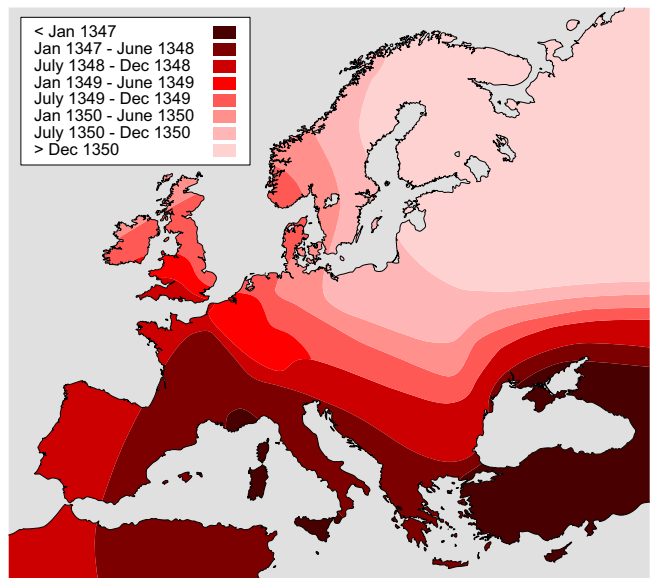 < Jan 1347
Jan 1347 - June 1348
July 1348 - Dec 1348
Jan 1349 - June 1349
July 1349 - Dec 1349
Jan 1350 - June 1350
July 1350 - Dec 1350
> Dec 1350